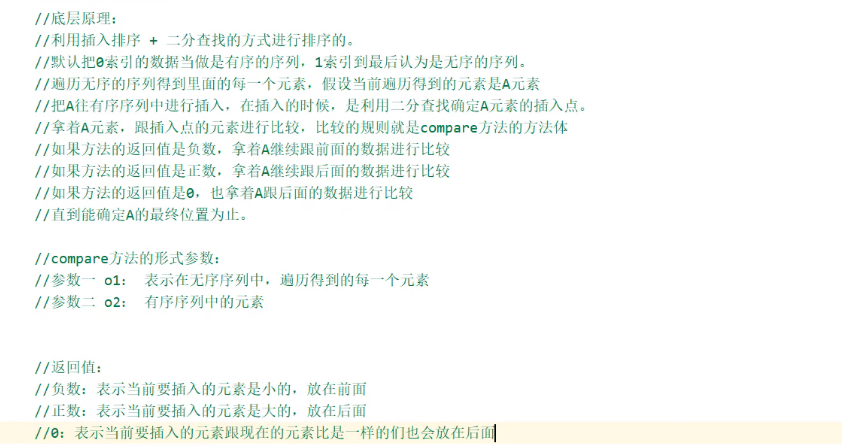 //底层原理：
//利用插入排序 + 二分查找的方式进行排序的。
//默认把0索引的数据当做是有序的序列，1索引到最后认为是无序的序列。
//遍历无序的序列得到里面的每一个元素，假设当前遍历得到的元素是A元素
//把A往有序序列中进行插入，在插入的时候，是利用二分查找确定A元素的插入点。
//拿着A元素，跟插入点的元素进行比较，比较的规则就是compare方法的方法体
//如果方法的返回值是负数，拿着A继续跟前面的数据进行比较
//如果方法的返回值是正数，拿着A继续跟后面的数据进行比较
//如果方法的返回值是0，也拿着A跟后面的数据进行比较
//直到能确定A的最终位置为止。
//compare方法的形式参数：
//参数一 o1： 表示在无序序列中，遍历得到的每一个元素
//参数二 o2： 有序序列中的元素
//返回值：
//负数：表示当前要插入的元素是小的，放在前面
//正数：表示当前要插入的元素是大的，放在后面
//0：表示当前要插入的元素跟现在的元素比是一样的们也会放在后面